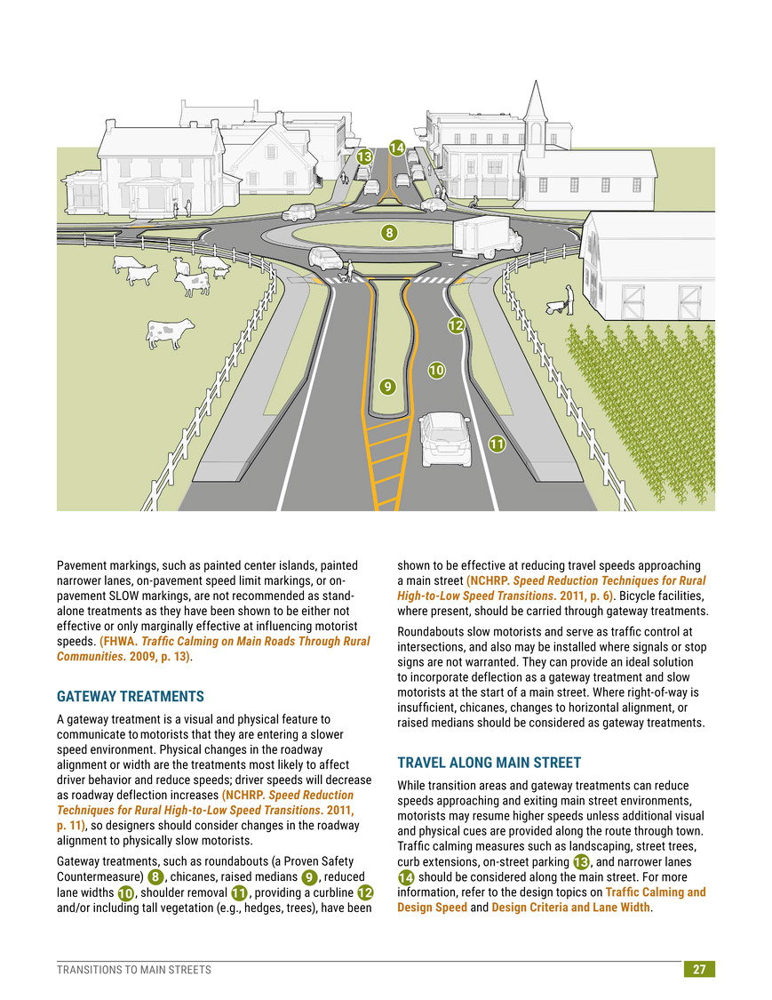 13
14
8
12
10
9
11
Pavement markings, such as painted center islands, painted
narrower lanes, on-pavement speed limit markings, or on-
pavement SLOW markings, are not recommended as stand-
alone treatments as they have been shown to be either not
effective or only marginally effective at influencing motorist
speeds. (FHWA. Traffic Calming on Main Roads Through Rural
Communities. 2009, p. 13).
GATEWAY TREATMENTS
A gateway treatment is a visual and physical feature to
communicate to motorists that they are entering a slower
speed environment. Physical changes in the roadway
alignment or width are the treatments most likely to affect
driver behavior and reduce speeds; driver speeds will decrease
as roadway deflection increases (NCHRP. Speed Reduction
Techniques for Rural High-to-Low Speed Transitions. 2011,
p. 11), so designers should consider changes in the roadway
alignment to physically slow motorists.
Gateway treatments, such as roundabouts (a Proven Safety
Countermeasure) 8, chicanes, raised medians 9, reduced
lane widths 10, shoulder removal 11, providing a curbline 12
and/or including tall vegetation (e.g., hedges, trees), have been
shown to be effective at reducing travel speeds approaching
a main street (NCHRP. Speed Reduction Techniques for Rural
High-to-Low Speed Transitions. 2011, p. 6). Bicycle facilities,
where present, should be carried through gateway treatments.
Roundabouts slow motorists and serve as traffic control at
intersections, and also may be installed where signals or stop
signs are not warranted. They can provide an ideal solution
to incorporate deflection as a gateway treatment and slow
motorists at the start of a main street. Where right-of-way is
insufficient, chicanes, changes to horizontal alignment, or
raised medians should be considered as gateway treatments.
TRAVEL ALONG MAIN STREET
While transition areas and gateway treatments can reduce
speeds approaching and exiting main street environments,
motorists may resume higher speeds unless additional visual
and physical cues are provided along the route through town.
Traffic calming measures such as landscaping, street trees,
curb extensions, on-street parking 13, and narrower lanes
14 should be considered along the main street. For more
information, refer to the design topics on Traffic Calming and
Design Speed and Design Criteria and Lane Width.
TRANSITIONS TO MAIN STREETS
27